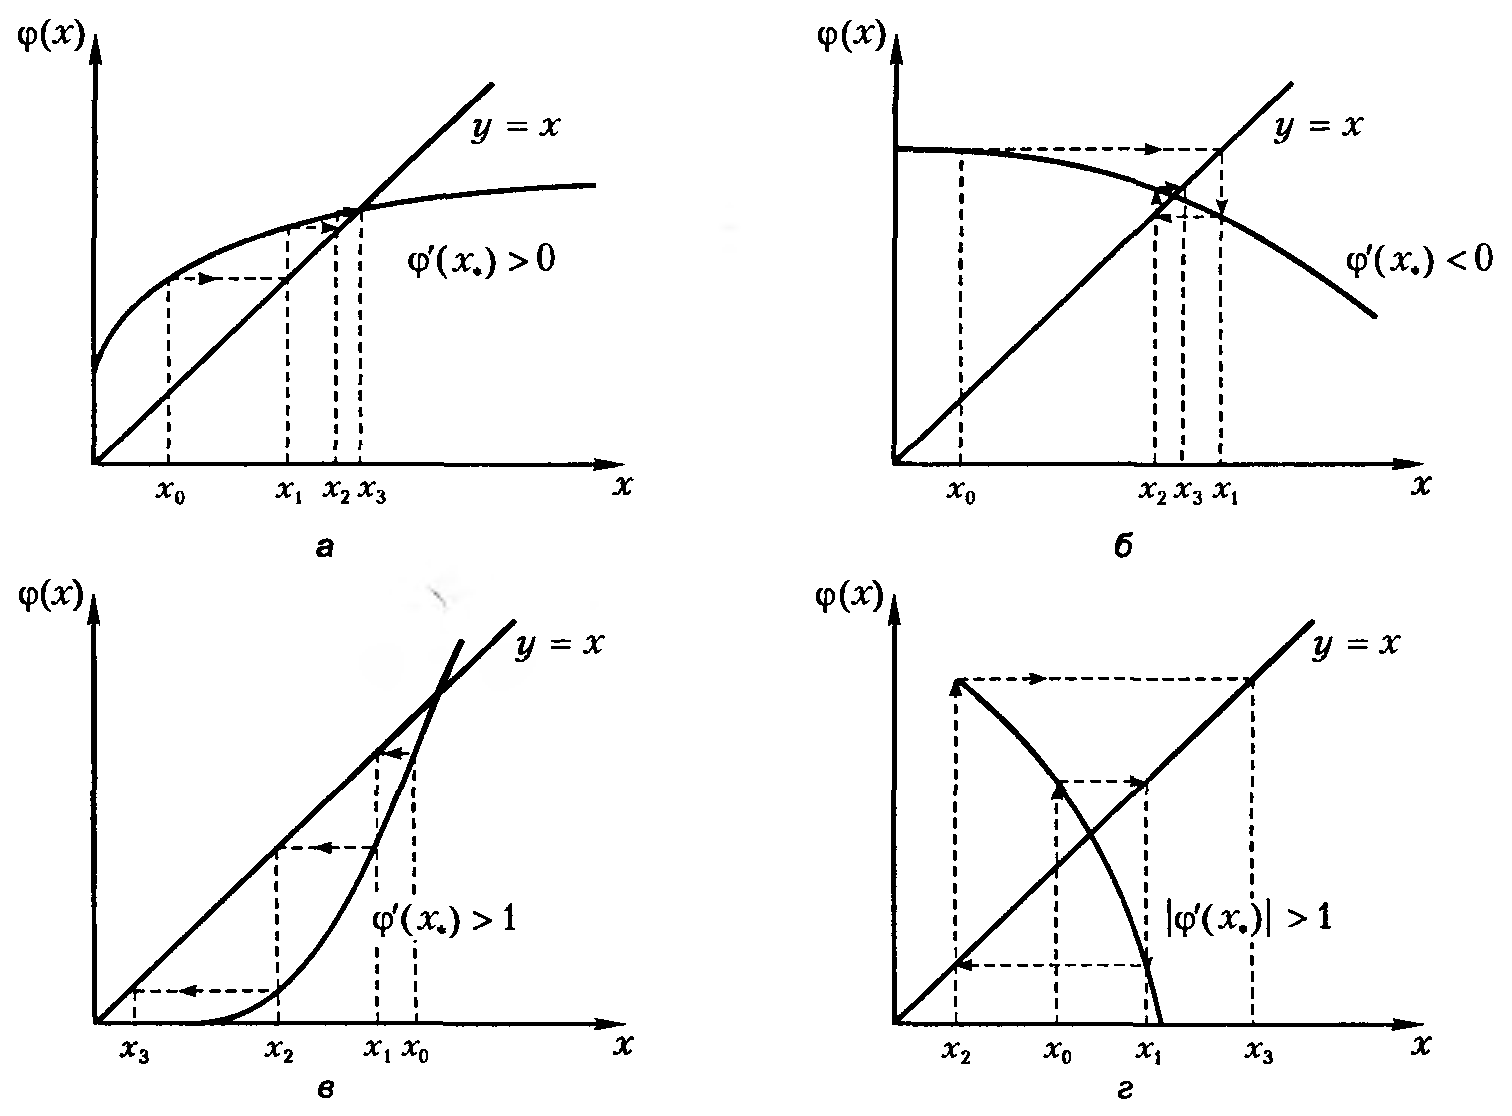 φ(x)
y = x
φ′(x*) > 0
x₀ x₁ x₂ x₃ x
а
φ(x)
y = x
φ′(x*) < 0
x₀ x₂ x₃ x₁ x
б
φ(x)
y = x
φ′(x*) > 1
x₃ x₂ x₁ x₀ x
в
φ(x)
y = x
|φ′(x*)| > 1
x₂ x₀ x₁ x₃ x
г